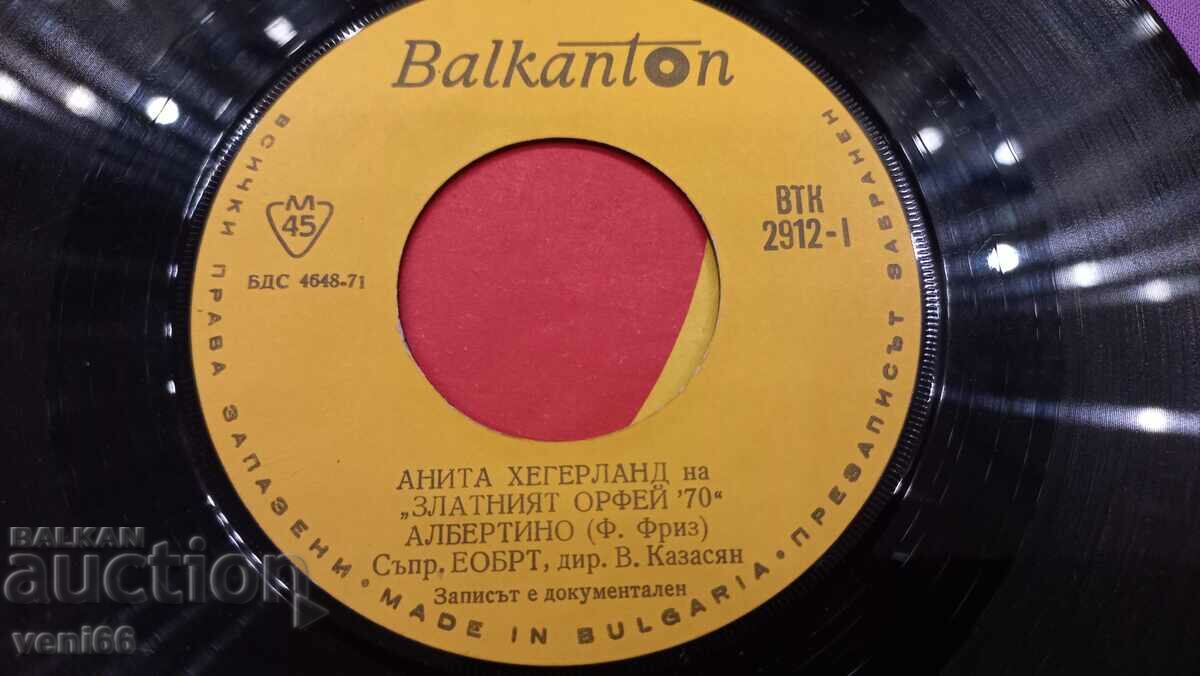 Balkanton
ВСИЧКИ ПРАВА ЗАПАЗЕНИ • MADE IN BULGARIA • ПРЕЗАПИСЪТ ЗАБРАНЕН
М
45
БДС 4648-71
ВТК
2912-I
АНИТА ХЕГЕРЛАНД на
„ЗЛАТНИЯТ ОРФЕЙ '70“
АЛБЕРТИНО (Ф. Фриз)
Съпр. ЕОБРТ, дир. В. Казасян
Записът е документален
BALKAN
auction
veni66